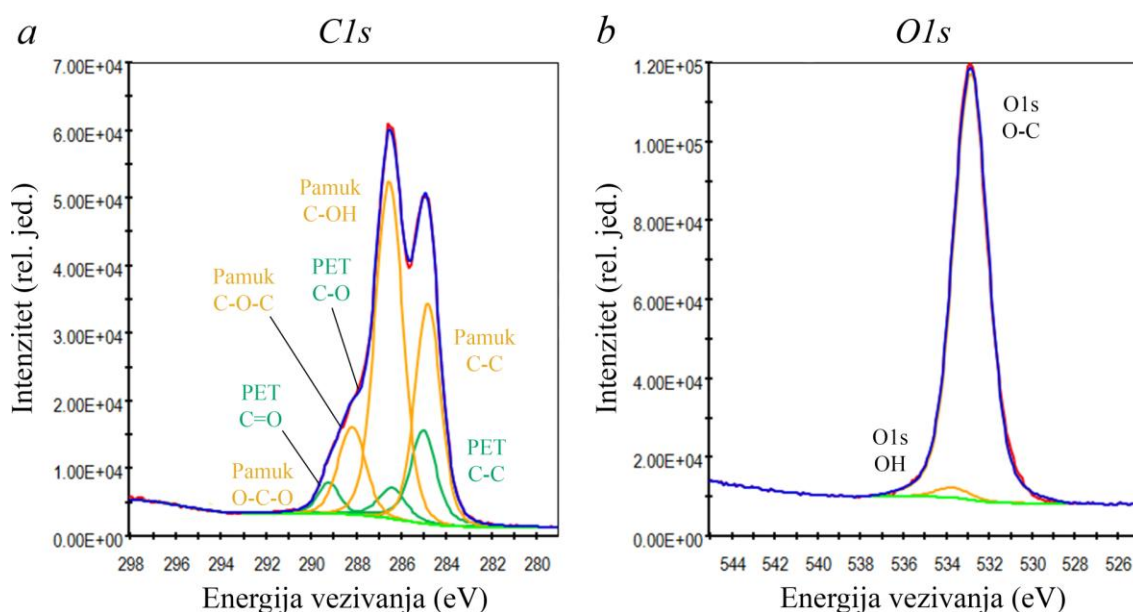 a
C1s
7.00E+04
6.00E+04
5.00E+04
4.00E+04
3.00E+04
2.00E+04
1.00E+04
0.00E+00
Intenzitet (rel. jed.)
Pamuk
C-OH
Pamuk
C-O-C
PET
C-O
Pamuk
C-C
PET
C=O
PET
C-C
Pamuk
O-C-O
298 296 294 292 290 288 286 284 282 280
Energija vezivanja (eV)
b
O1s
1.20E+05
1.00E+05
8.00E+04
6.00E+04
4.00E+04
2.00E+04
0.00E+00
Intenzitet (rel. jed.)
O1s
O-C
O1s
OH
544 542 540 538 536 534 532 530 528 526
Energija vezivanja (eV)